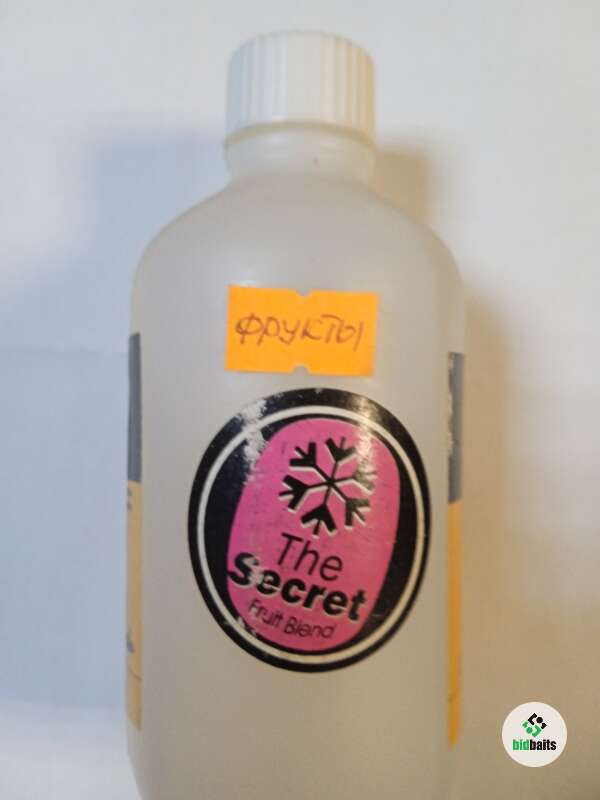 ФРУКТЫ
The
Secret
Fruit Blend
bidbaits